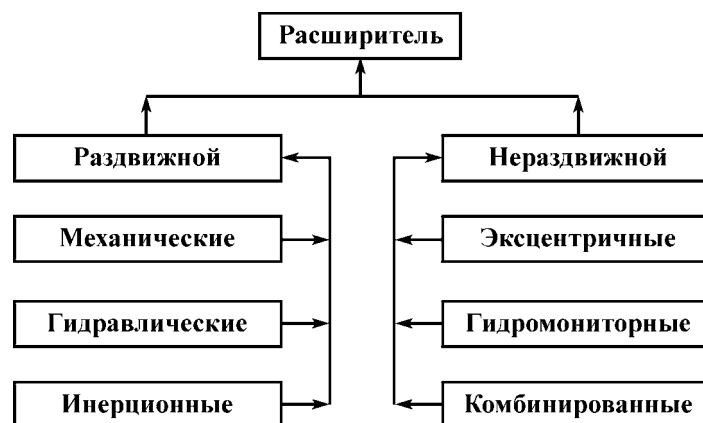 Расширитель
Раздвижной
Нераздвижной
Механические
Эксцентричные
Гидравлические
Гидромониторные
Инерционные
Комбинированные